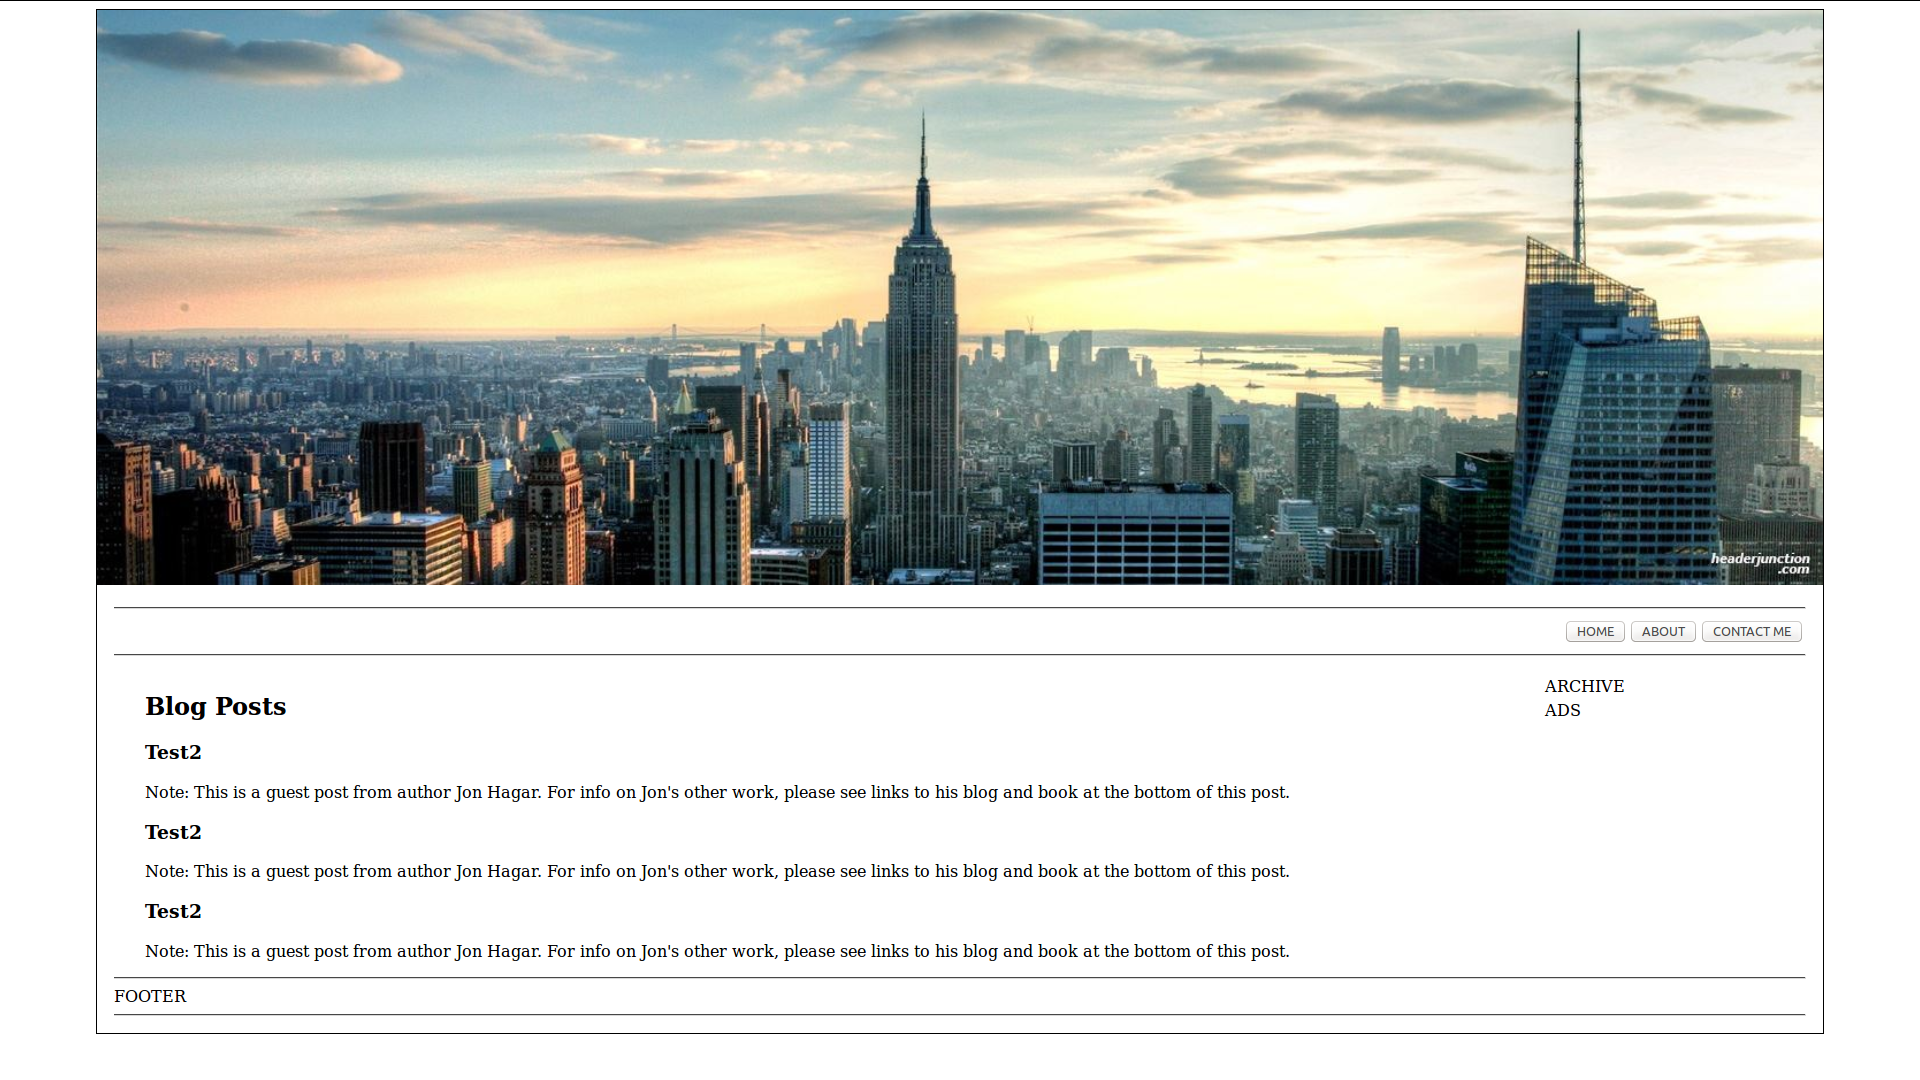 headerjunction
.com
HOME ABOUT CONTACT ME
Blog Posts
Test2
Note: This is a guest post from author Jon Hagar. For info on Jon's other work, please see links to his blog and book at the bottom of this post.
Test2
Note: This is a guest post from author Jon Hagar. For info on Jon's other work, please see links to his blog and book at the bottom of this post.
Test2
Note: This is a guest post from author Jon Hagar. For info on Jon's other work, please see links to his blog and book at the bottom of this post.
ARCHIVE
ADS
FOOTER